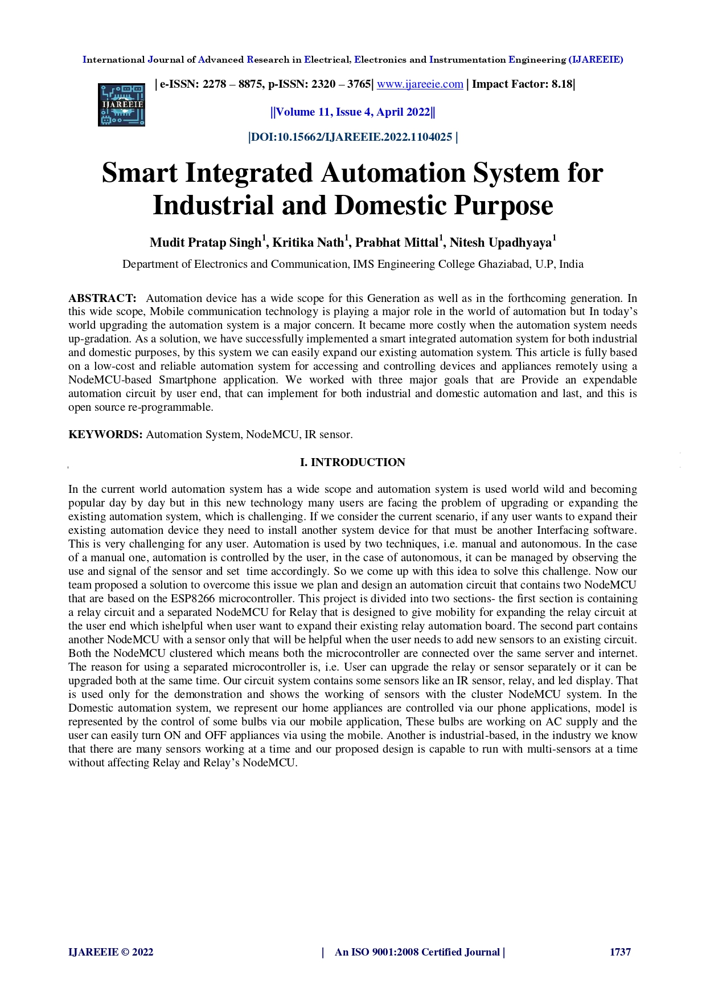 International Journal of Advanced Research in Electrical, Electronics and Instrumentation Engineering (IJAREEIE)
| e-ISSN: 2278 – 8875, p-ISSN: 2320 – 3765| www.ijareeie.com | Impact Factor: 8.18|
IJAREEIE
||Volume 11, Issue 4, April 2022||
|DOI:10.15662/IJAREEIE.2022.1104025 |
Smart Integrated Automation System for
Industrial and Domestic Purpose
Mudit Pratap Singh1, Kritika Nath1, Prabhat Mittal1, Nitesh Upadhyaya1
Department of Electronics and Communication, IMS Engineering College Ghaziabad, U.P, India
ABSTRACT: Automation device has a wide scope for this Generation as well as in the forthcoming generation. In
this wide scope, Mobile communication technology is playing a major role in the world of automation but In today's
world upgrading the automation system is a major concern. It became more costly when the automation system needs
up-gradation. As a solution, we have successfully implemented a smart integrated automation system for both industrial
and domestic purposes, by this system we can easily expand our existing automation system. This article is fully based
on a low-cost and reliable automation system for accessing and controlling devices and appliances remotely using a
NodeMCU-based Smartphone application. We worked with three major goals that are Provide an expendable
automation circuit by user end, that can implement for both industrial and domestic automation and last, and this is
open source re-programmable.
KEYWORDS: Automation System, NodeMCU, IR sensor.
I. INTRODUCTION
In the current world automation system has a wide scope and automation system is used world wild and becoming
popular day by day but in this new technology many users are facing the problem of upgrading or expanding the
existing automation system, which is challenging. If we consider the current scenario, if any user wants to expand their
existing automation device they need to install another system device for that must be another Interfacing software.
This is very challenging for any user. Automation is used by two techniques, i.e. manual and autonomous. In the case
of a manual one, automation is controlled by the user, in the case of autonomous, it can be managed by observing the
use and signal of the sensor and set time accordingly. So we come up with this idea to solve this challenge. Now our
team proposed a solution to overcome this issue we plan and design an automation circuit that contains two NodeMCU
that are based on the ESP8266 microcontroller. This project is divided into two sections- the first section is containing
a relay circuit and a separated NodeMCU for Relay that is designed to give mobility for expanding the relay circuit at
the user end which ishelpful when user want to expand their existing relay automation board. The second part contains
another NodeMCU with a sensor only that will be helpful when the user needs to add new sensors to an existing circuit.
Both the NodeMCU clustered which means both the microcontroller are connected over the same server and internet.
The reason for using a separated microcontroller is, i.e. User can upgrade the relay or sensor separately or it can be
upgraded both at the same time. Our circuit system contains some sensors like an IR sensor, relay, and led display. That
is used only for the demonstration and shows the working of sensors with the cluster NodeMCU system. In the
Domestic automation system, we represent our home appliances are controlled via our phone applications, model is
represented by the control of some bulbs via our mobile application, These bulbs are working on AC supply and the
user can easily turn ON and OFF appliances via using the mobile. Another is industrial-based, in the industry we know
that there are many sensors working at a time and our proposed design is capable to run with multi-sensors at a time
without affecting Relay and Relay's NodeMCU.
IJAREEIE © 2022 | An ISO 9001:2008 Certified Journal | 1737